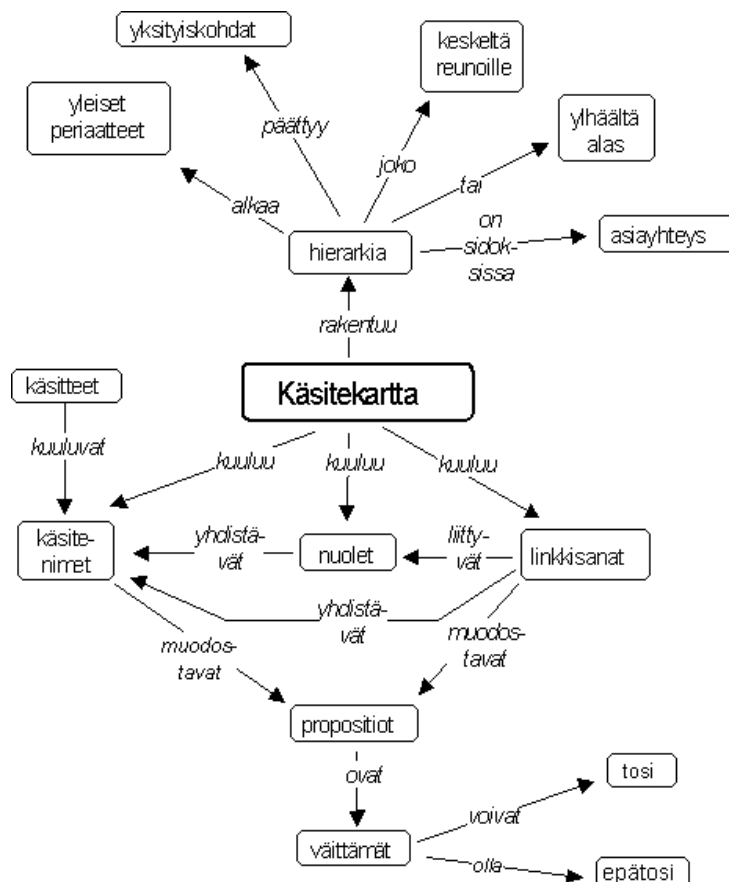 yksityiskohdat
keskeltä
reunoille
yleiset
periaatteet
ylhäältä
alas
päättyy
joko
tai
alkaa
on
sidok-
sissa
asiayhteys
hierarkia
rakentuu
käsitteet
Käsitekartta
kuuluvat
kuuluu
kuuluu
kuuluu
käsite-
nimet
yhdistä-
vät
nuolet
liitty-
vät
linkkisanat
yhdistä-
vät
muodos-
tavat
muodos-
tavat
propositiot
ovat
tosi
voivat
väittämät
olla
epätosi